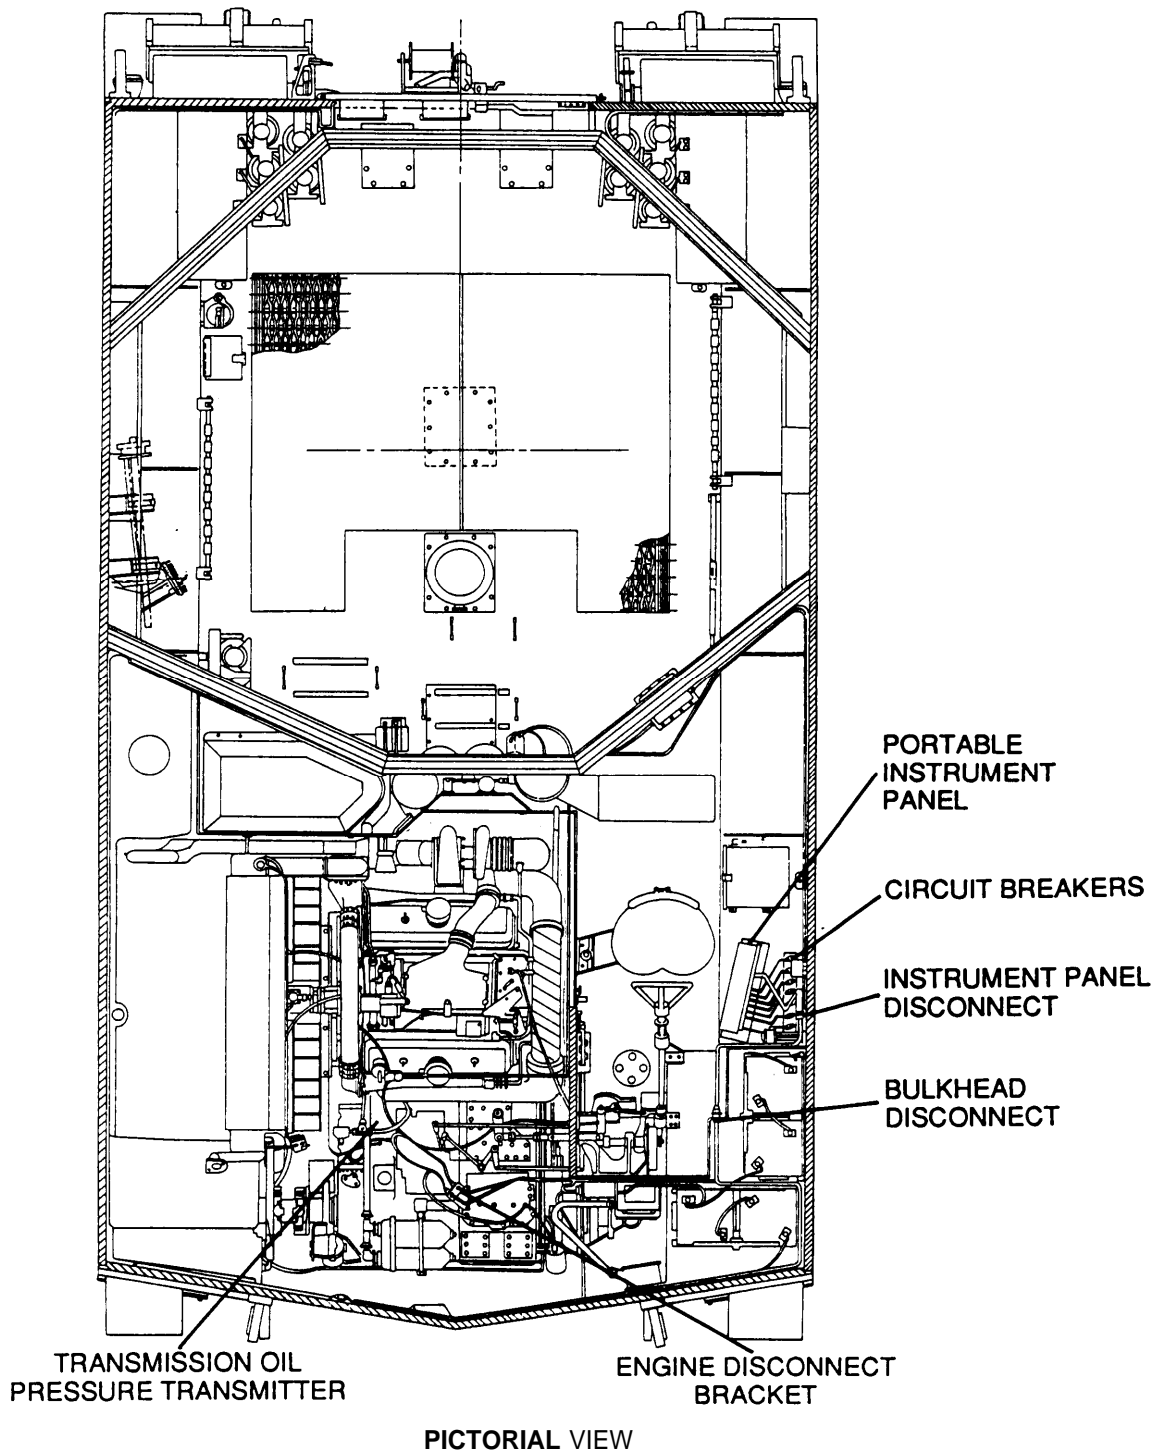 PORTABLE
INSTRUMENT
PANEL
CIRCUIT BREAKERS
INSTRUMENT PANEL
DISCONNECT
BULKHEAD
DISCONNECT
TRANSMISSION OIL
PRESSURE TRANSMITTER
ENGINE DISCONNECT
BRACKET
PICTORIAL VIEW